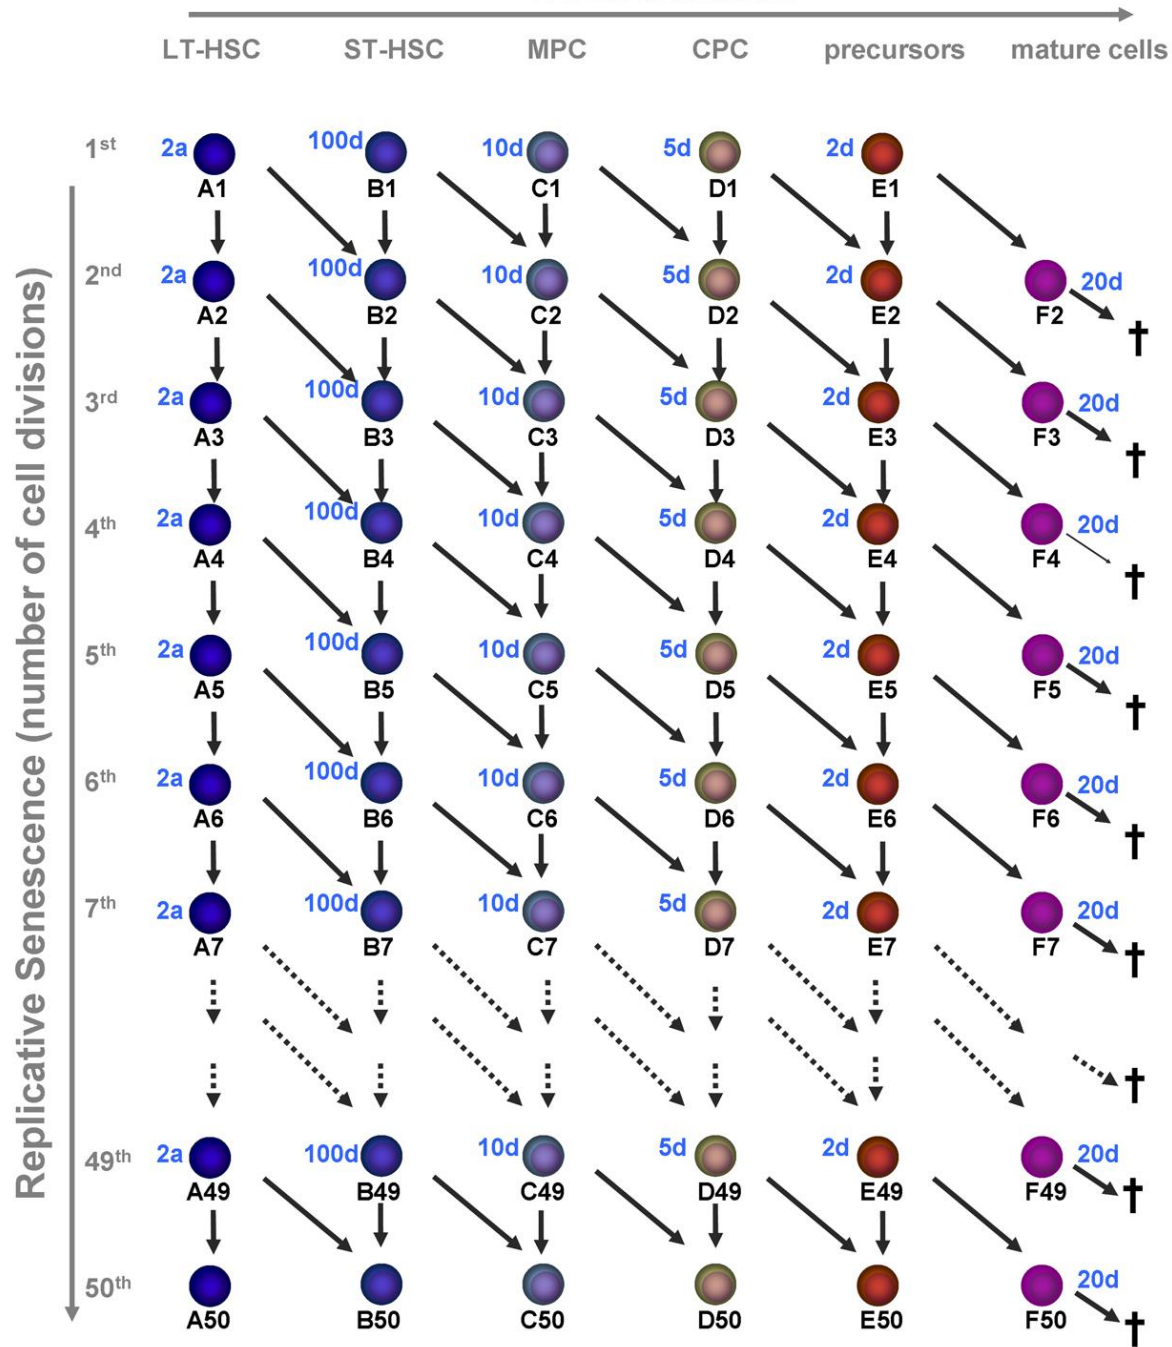 LT-HSC ST-HSC MPC CPC precursors mature cells
Replicative Senescence (number of cell divisions)
1st 2a 100d 10d 5d 2d
A1 B1 C1 D1 E1
2nd 2a 100d 10d 5d 2d 20d
A2 B2 C2 D2 E2 F2
3rd 2a 100d 10d 5d 2d 20d
A3 B3 C3 D3 E3 F3
4th 2a 100d 10d 5d 2d 20d
A4 B4 C4 D4 E4 F4
5th 2a 100d 10d 5d 2d 20d
A5 B5 C5 D5 E5 F5
6th 2a 100d 10d 5d 2d 20d
A6 B6 C6 D6 E6 F6
7th 2a 100d 10d 5d 2d 20d
A7 B7 C7 D7 E7 F7
49th 2a 100d 10d 5d 2d 20d
A49 B49 C49 D49 E49 F49
50th 20d
A50 B50 C50 D50 E50 F50